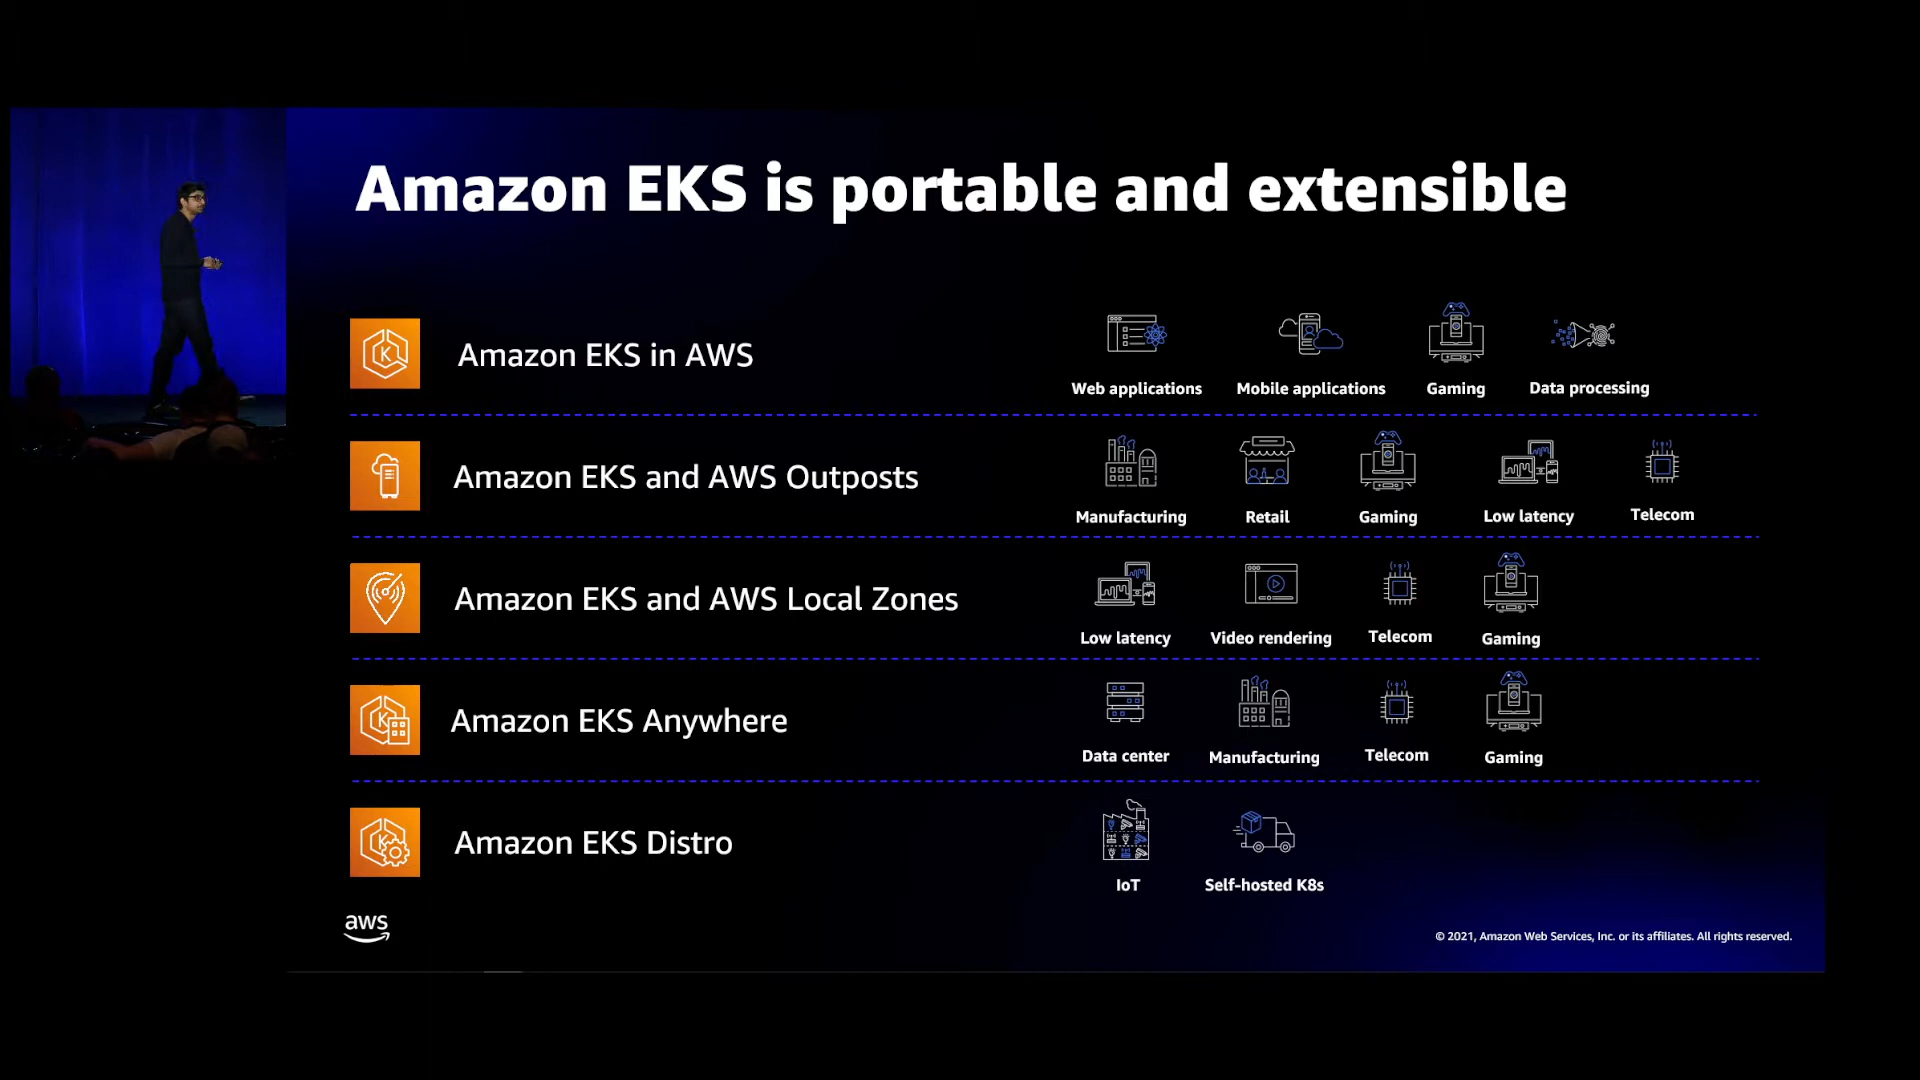 Amazon EKS is portable and extensible
Amazon EKS in AWS
Web applications
Mobile applications
Gaming
Data processing
Amazon EKS and AWS Outposts
Manufacturing
Retail
Gaming
Low latency
Telecom
Amazon EKS and AWS Local Zones
Low latency
Video rendering
Telecom
Gaming
Amazon EKS Anywhere
Data center
Manufacturing
Telecom
Gaming
Amazon EKS Distro
IoT
Self-hosted K8s
aws
© 2021, Amazon Web Services, Inc. or its affiliates. All rights reserved.